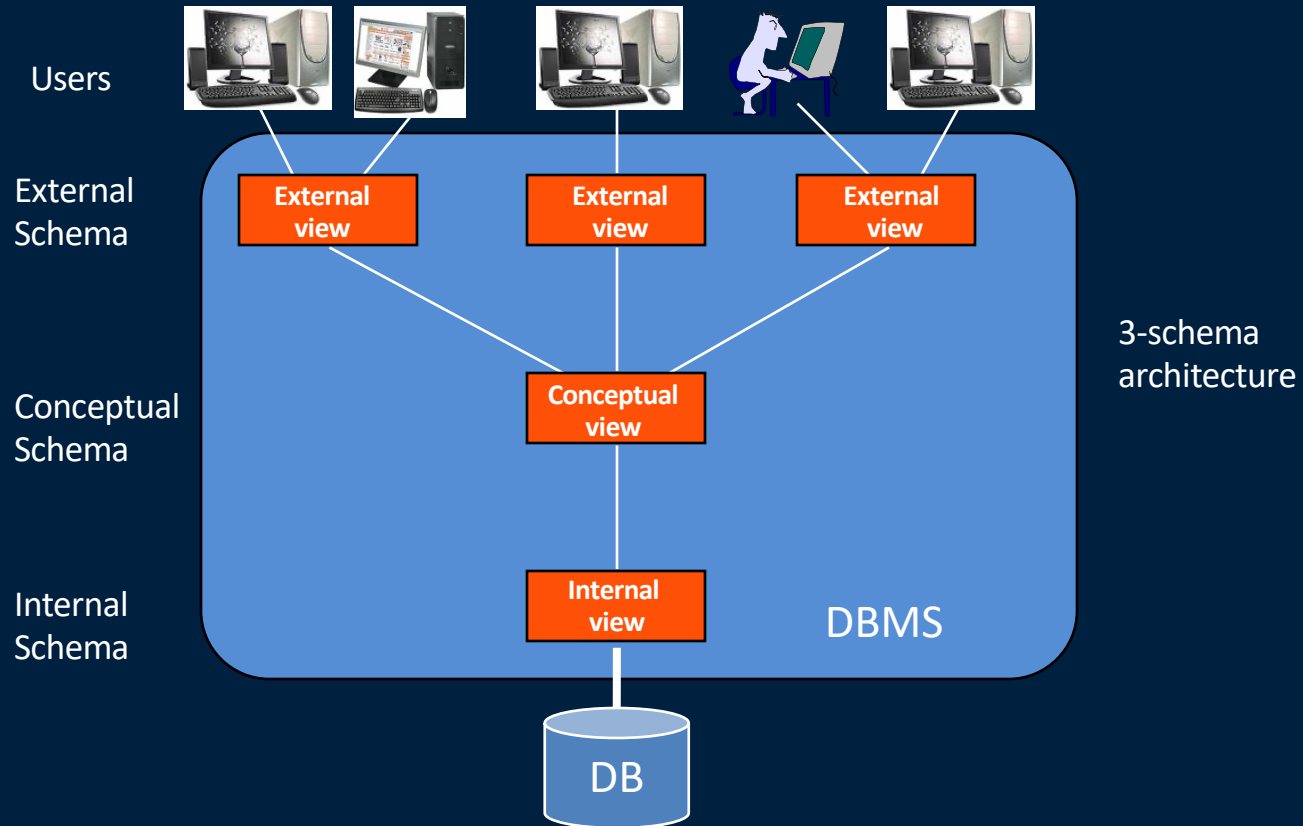 Users
External
Schema
External
view
External
view
External
view
3-schema
architecture
Conceptual
Schema
Conceptual
view
Internal
Schema
Internal
view
DBMS
DB